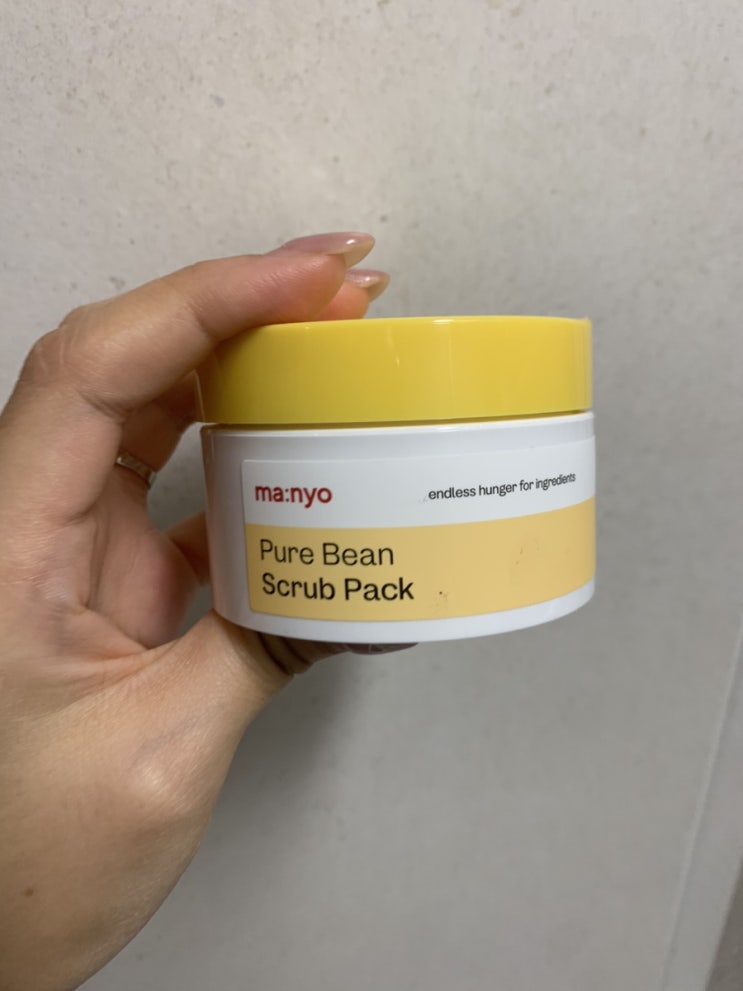 ma:nyo
endless hunger for ingredients
Pure Bean
Scrub Pack